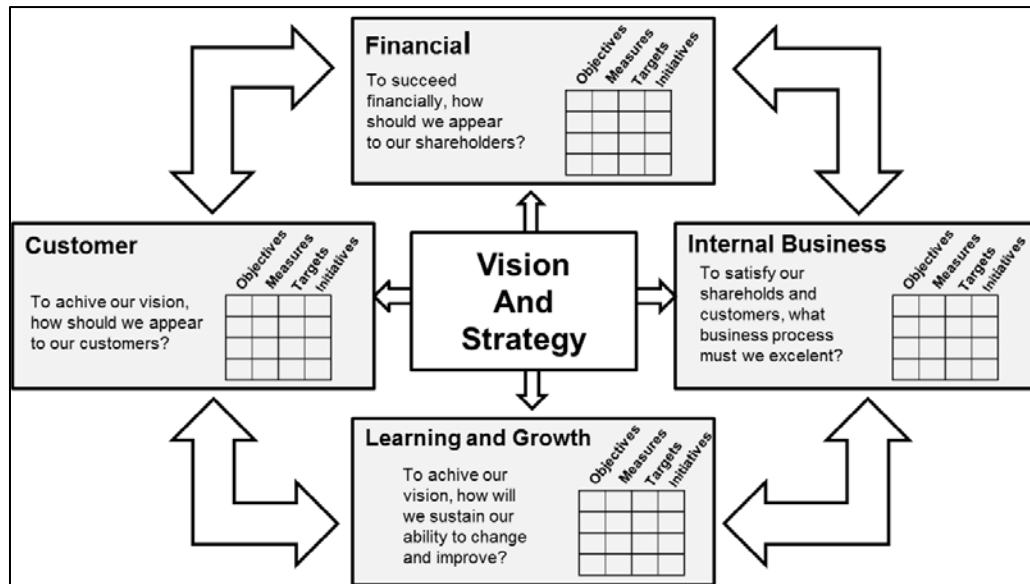 Financial
To succeed
financially, how
should we appear
to our shareholders?
Objectives
Measures
Targets
Initiatives
Customer
To achive our vision,
how should we appear
to our customers?
Objectives
Measures
Targets
Initiatives
Vision
And
Strategy
Internal Business
To satisfy our
shareholds and
customers, what
business process
must we excelent?
Objectives
Measures
Targets
Initiatives
Learning and Growth
To achive our
vision, how will
we sustain our
ability to change
and improve?
Objectives
Measures
Targets
Initiatives